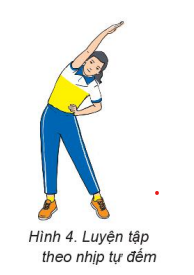 Hình 4. Luyện tập
theo nhịp tự đếm